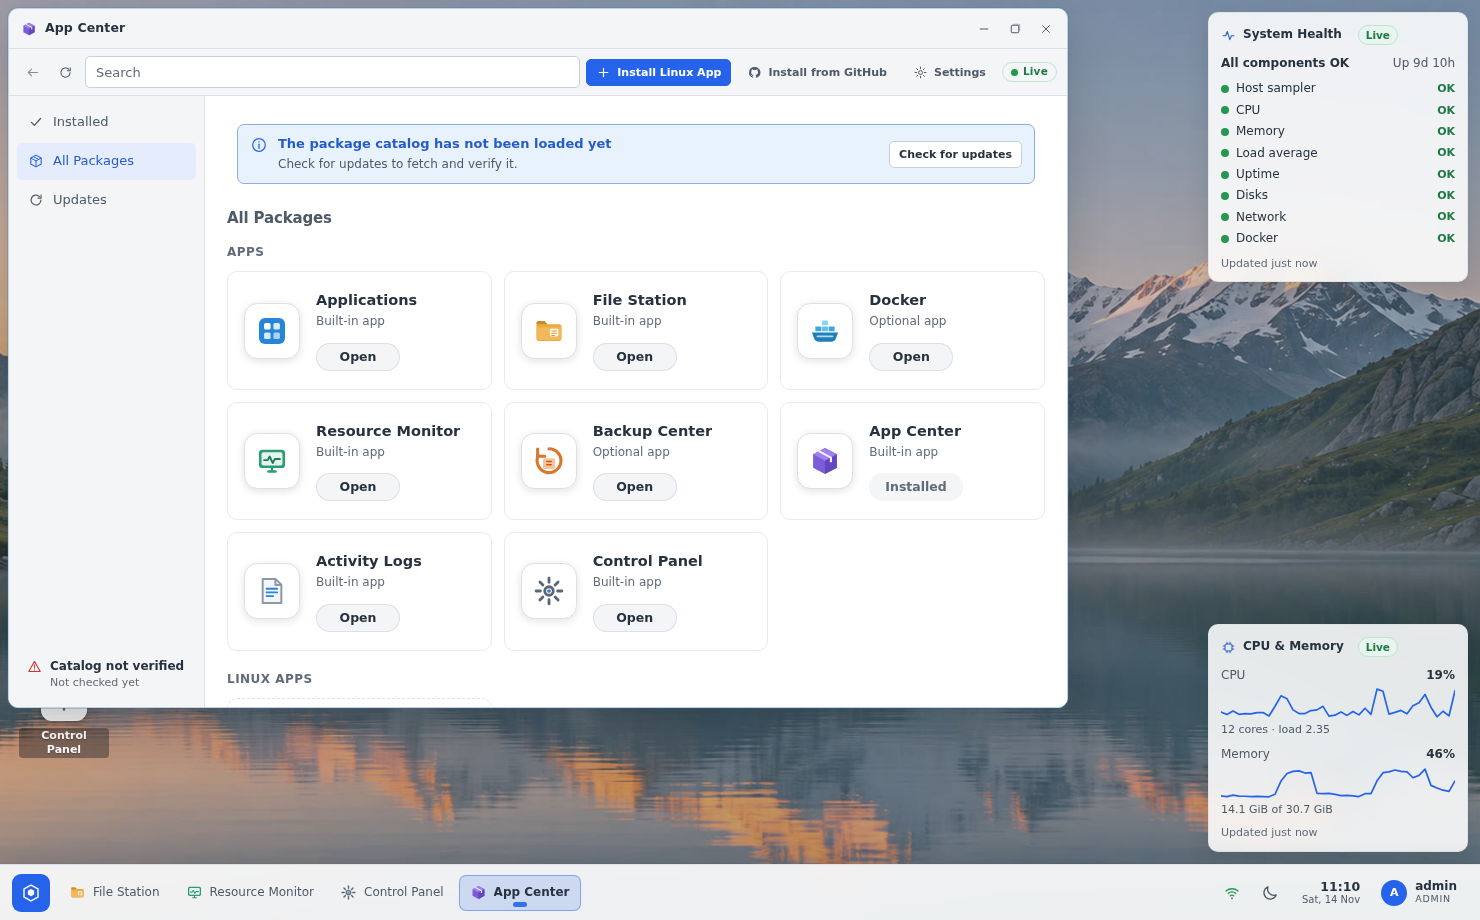 App Center
Search
Install Linux App
Install from GitHub
Settings
Live
Installed
All Packages
Updates
Catalog not verified
Not checked yet
The package catalog has not been loaded yet
Check for updates to fetch and verify it.
Check for updates
All Packages
APPS
Applications
Built-in app
Open
File Station
Built-in app
Open
Docker
Optional app
Open
Resource Monitor
Built-in app
Open
Backup Center
Optional app
Open
App Center
Built-in app
Installed
Activity Logs
Built-in app
Open
Control Panel
Built-in app
Open
LINUX APPS
Control
Panel
System Health Live
All components OK Up 9d 10h
Host sampler OK
CPU OK
Memory OK
Load average OK
Uptime OK
Disks OK
Network OK
Docker OK
Updated just now
CPU & Memory Live
CPU 19%
12 cores · load 2.35
Memory 46%
14.1 GiB of 30.7 GiB
Updated just now
File Station
Resource Monitor
Control Panel
App Center
11:10
Sat, 14 Nov
A
admin
ADMIN